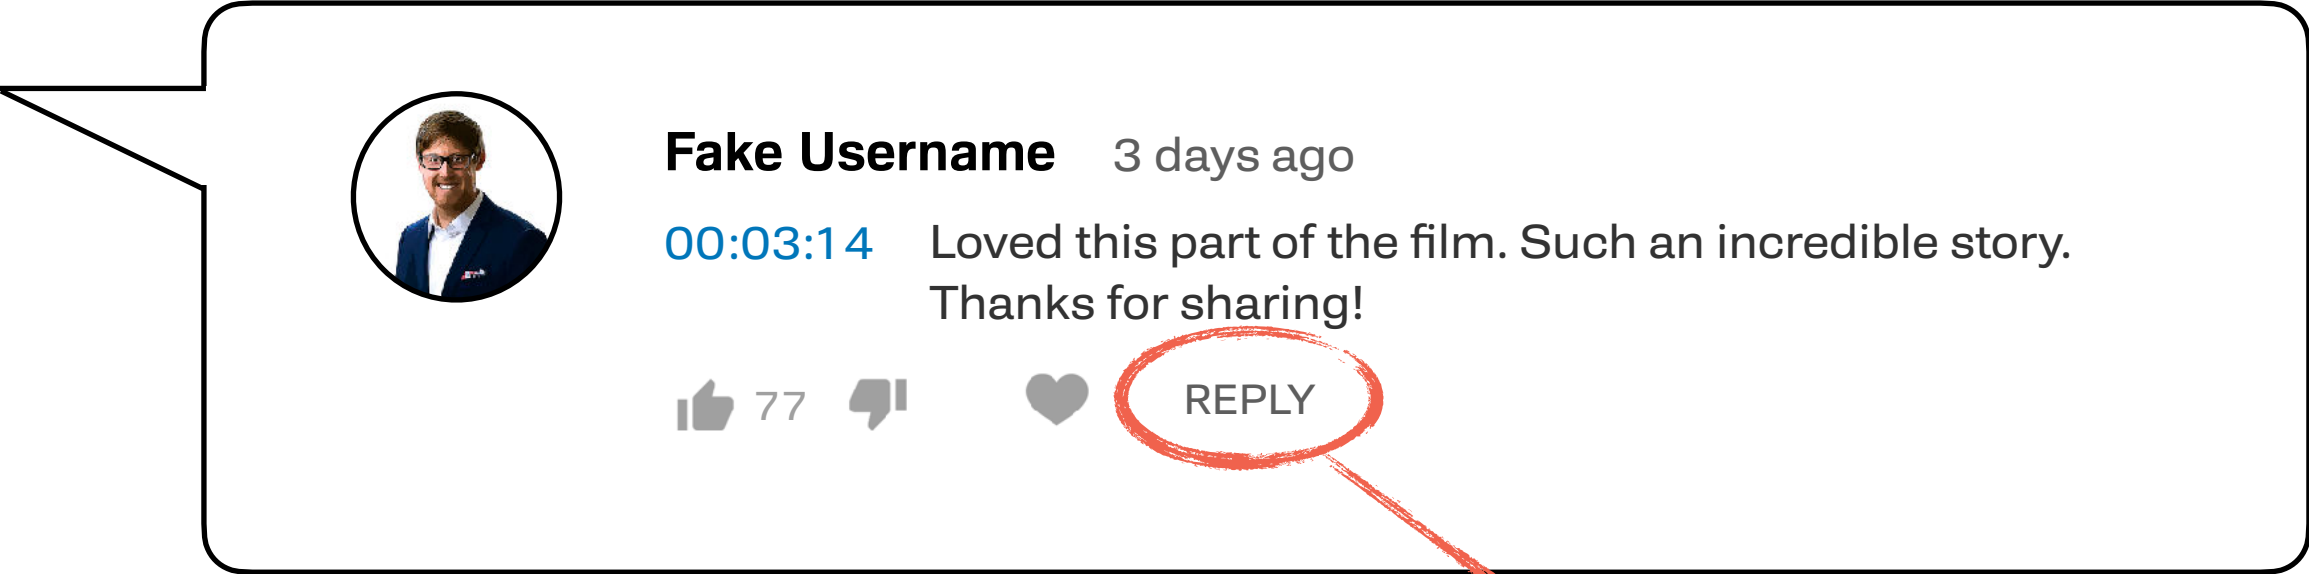 Fake Username 3 days ago
00:03:14 Loved this part of the film. Such an incredible story.
Thanks for sharing!
77 REPLY